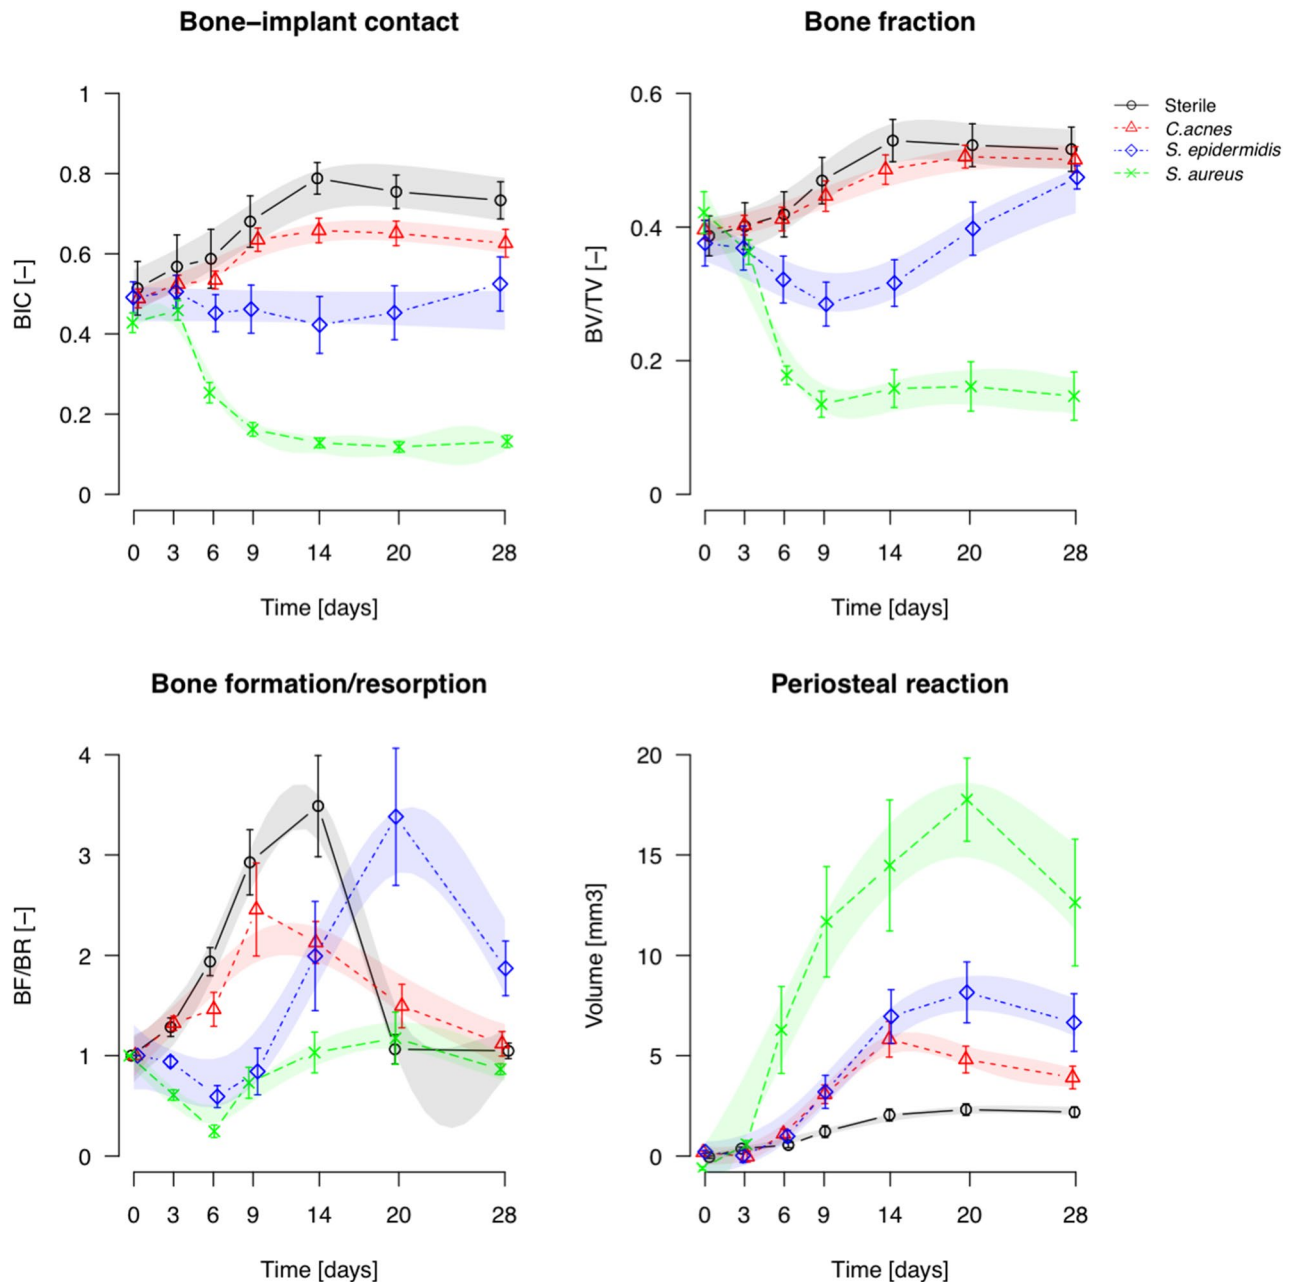 Bone–implant contact
1
0.8
0.6
0.4
0.2
0
BIC [–]
0 3 6 9 14 20 28
Time [days]
Bone fraction
0.6
0.4
0.2
0
BV/TV [–]
0 3 6 9 14 20 28
Time [days]
Sterile
C.acnes
S. epidermidis
S. aureus
Bone formation/resorption
4
3
2
1
0
BF/BR [–]
0 3 6 9 14 20 28
Time [days]
Periosteal reaction
20
15
10
5
0
Volume [mm3]
0 3 6 9 14 20 28
Time [days]